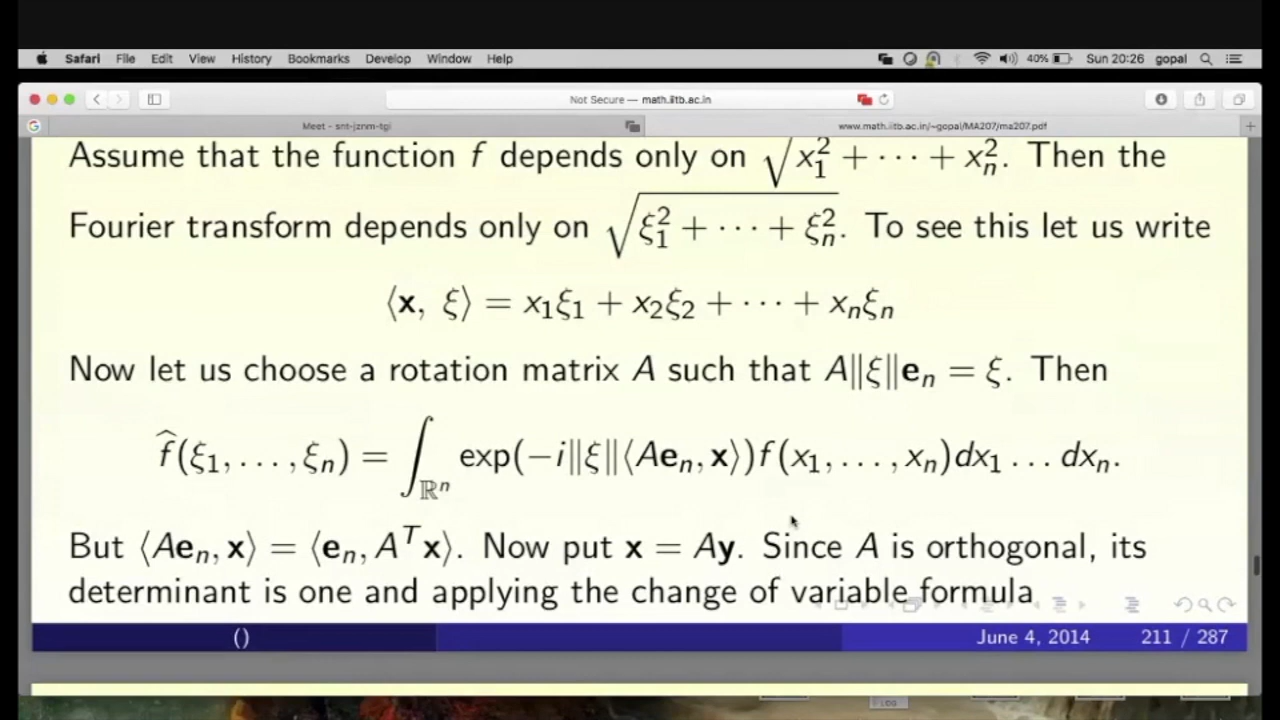 Safari File Edit View History Bookmarks Develop Window Help 40% Sun 20:26 gopal
Not Secure — math.iitb.ac.in
Meet - snt-jznm-tgi www.math.iitb.ac.in/~gopal/MA207/ma207.pdf
Assume that the function f depends only on √(x₁² + ··· + xₙ²). Then the
Fourier transform depends only on √(ξ₁² + ··· + ξₙ²). To see this let us write
⟨x, ξ⟩ = x₁ξ₁ + x₂ξ₂ + ··· + xₙξₙ
Now let us choose a rotation matrix A such that A‖ξ‖eₙ = ξ. Then
f̂(ξ₁, ..., ξₙ) = ∫_ℝⁿ exp(−i‖ξ‖⟨Aeₙ, x⟩)f(x₁, ..., xₙ)dx₁ ... dxₙ.
But ⟨Aeₙ, x⟩ = ⟨eₙ, Aᵀx⟩. Now put x = Ay. Since A is orthogonal, its
determinant is one and applying the change of variable formula
() June 4, 2014 211 / 287